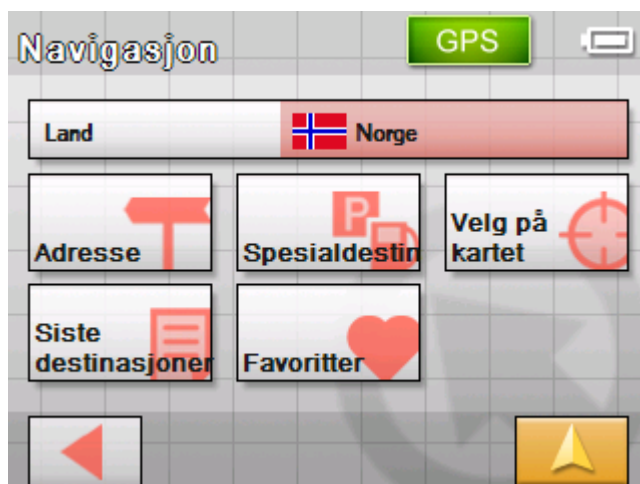 Navigasjon
GPS
Land
Norge
P
Adresse
Spesialdestin
Velg på
kartet
Siste
destinasjoner
Favoritter